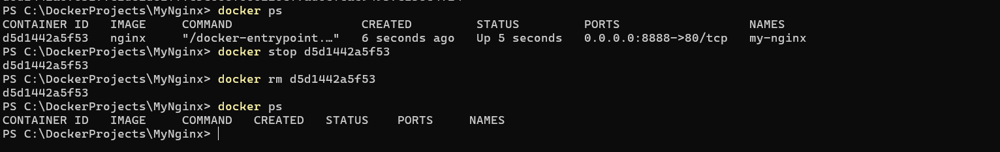 PS C:\DockerProjects\MyNginx> docker ps
CONTAINER ID   IMAGE     COMMAND                  CREATED         STATUS         PORTS                  NAMES
d5d1442a5f53   nginx     "/docker-entrypoint.…"   6 seconds ago   Up 5 seconds   0.0.0.0:8888->80/tcp   my-nginx
PS C:\DockerProjects\MyNginx> docker stop d5d1442a5f53
d5d1442a5f53
PS C:\DockerProjects\MyNginx> docker rm d5d1442a5f53
d5d1442a5f53
PS C:\DockerProjects\MyNginx> docker ps
CONTAINER ID   IMAGE     COMMAND   CREATED   STATUS    PORTS     NAMES
PS C:\DockerProjects\MyNginx>